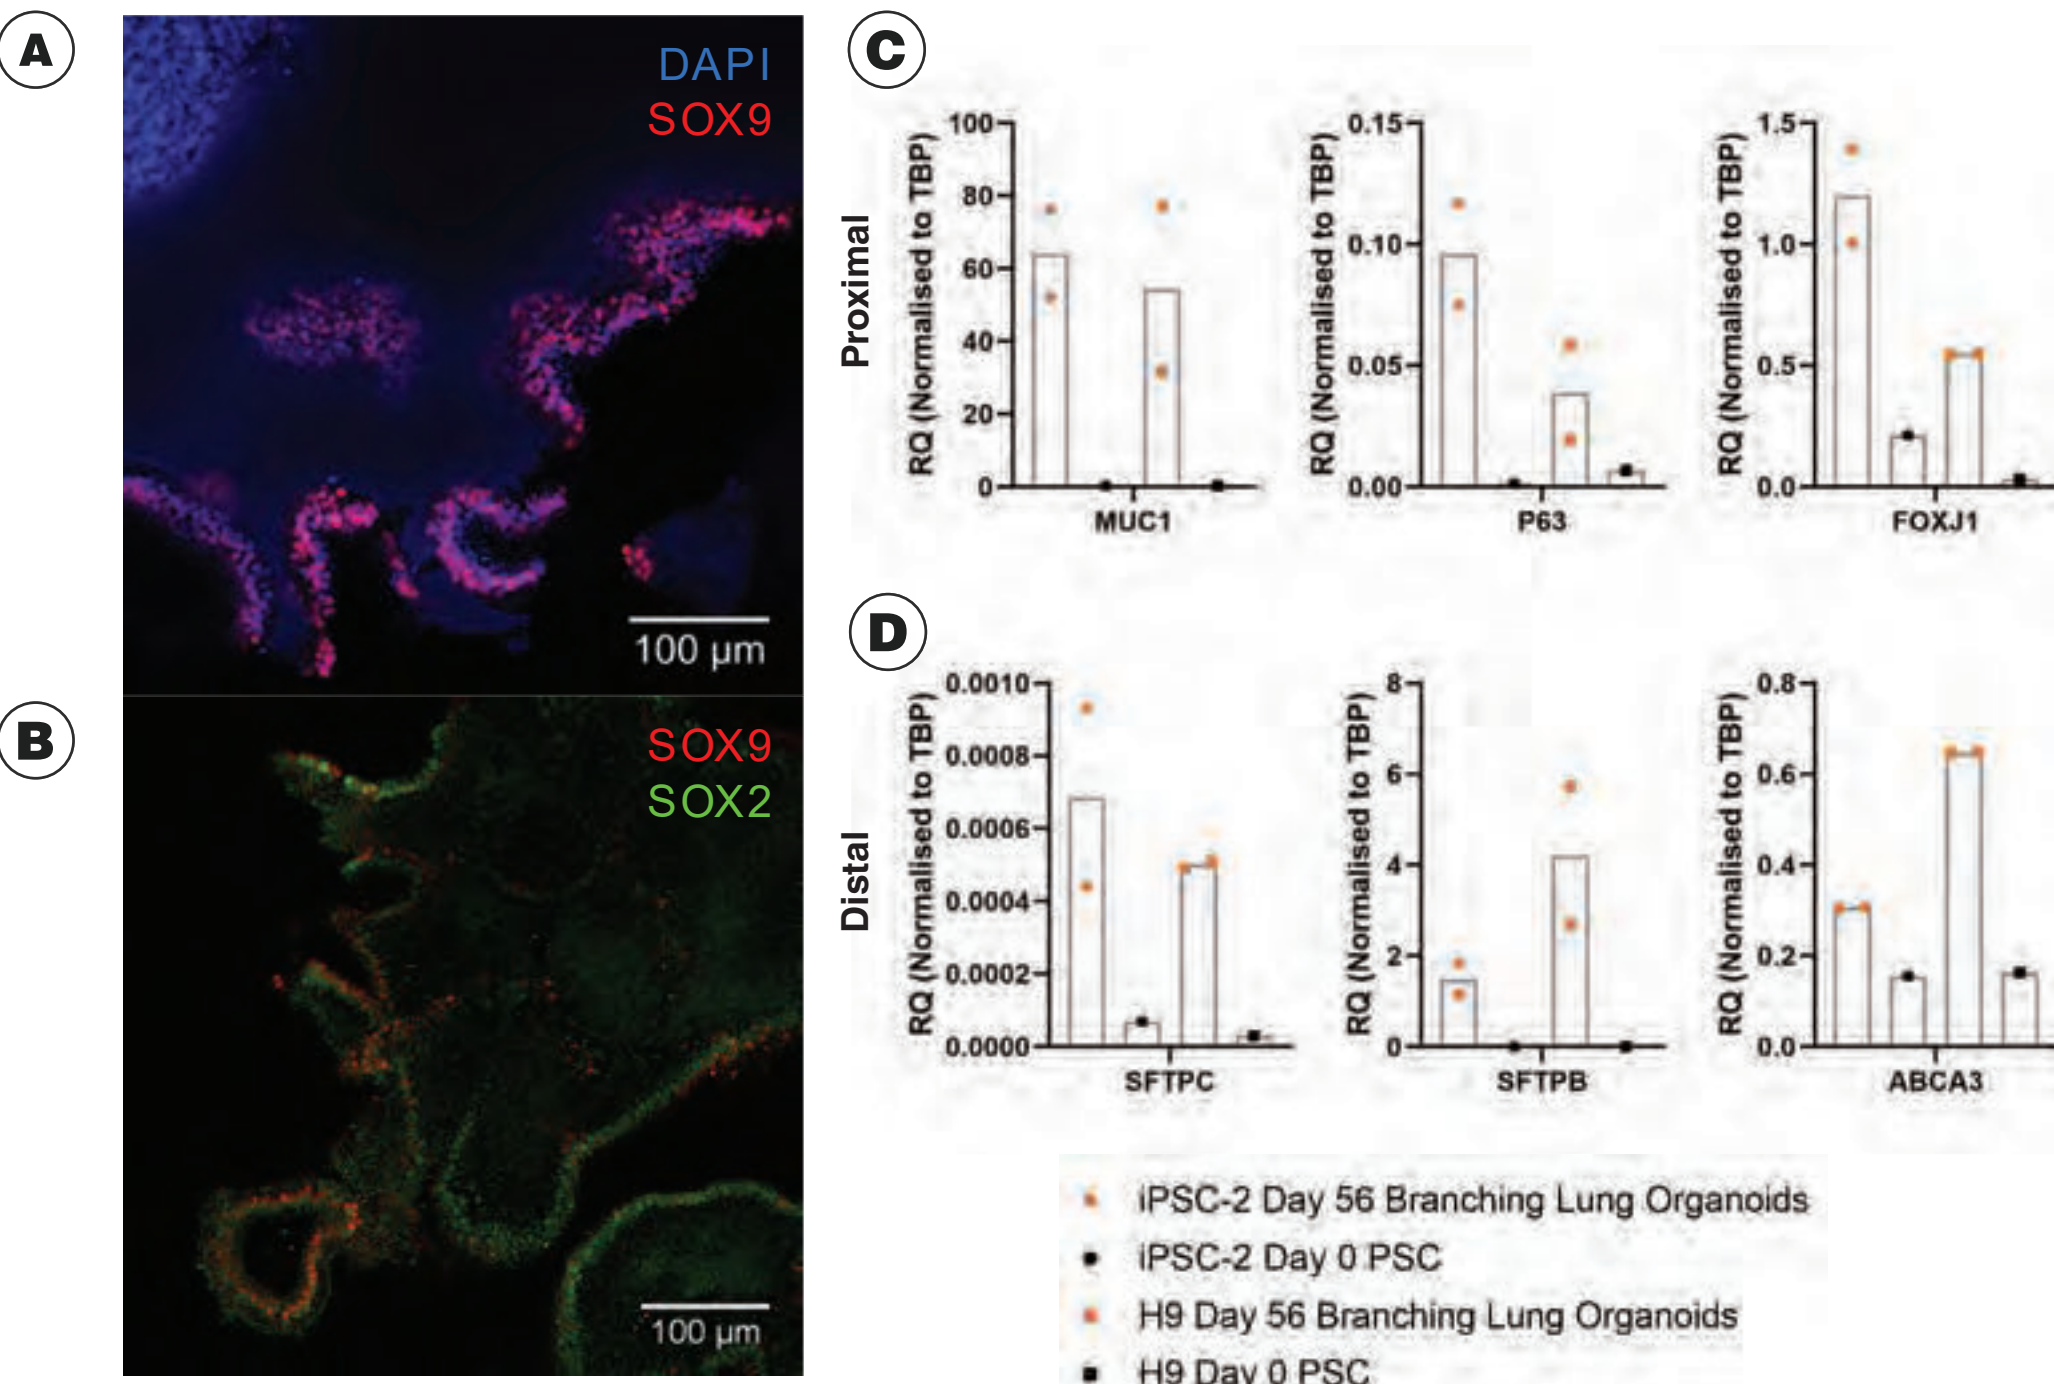 A
DAPI
SOX9
100 µm
B
SOX9
SOX2
100 µm
C
Proximal
RQ (Normalised to TBP)
100
80
60
40
20
0
MUC1
RQ (Normalised to TBP)
0.15
0.10
0.05
0.00
P63
RQ (Normalised to TBP)
1.5
1.0
0.5
0.0
FOXJ1
D
Distal
RQ (Normalised to TBP)
0.0010
0.0008
0.0006
0.0004
0.0002
0.0000
SFTPC
RQ (Normalised to TBP)
8
6
4
2
0
SFTPB
RQ (Normalised to TBP)
0.8
0.6
0.4
0.2
0.0
ABCA3
iPSC-2 Day 56 Branching Lung Organoids
iPSC-2 Day 0 PSC
H9 Day 56 Branching Lung Organoids
H9 Day 0 PSC